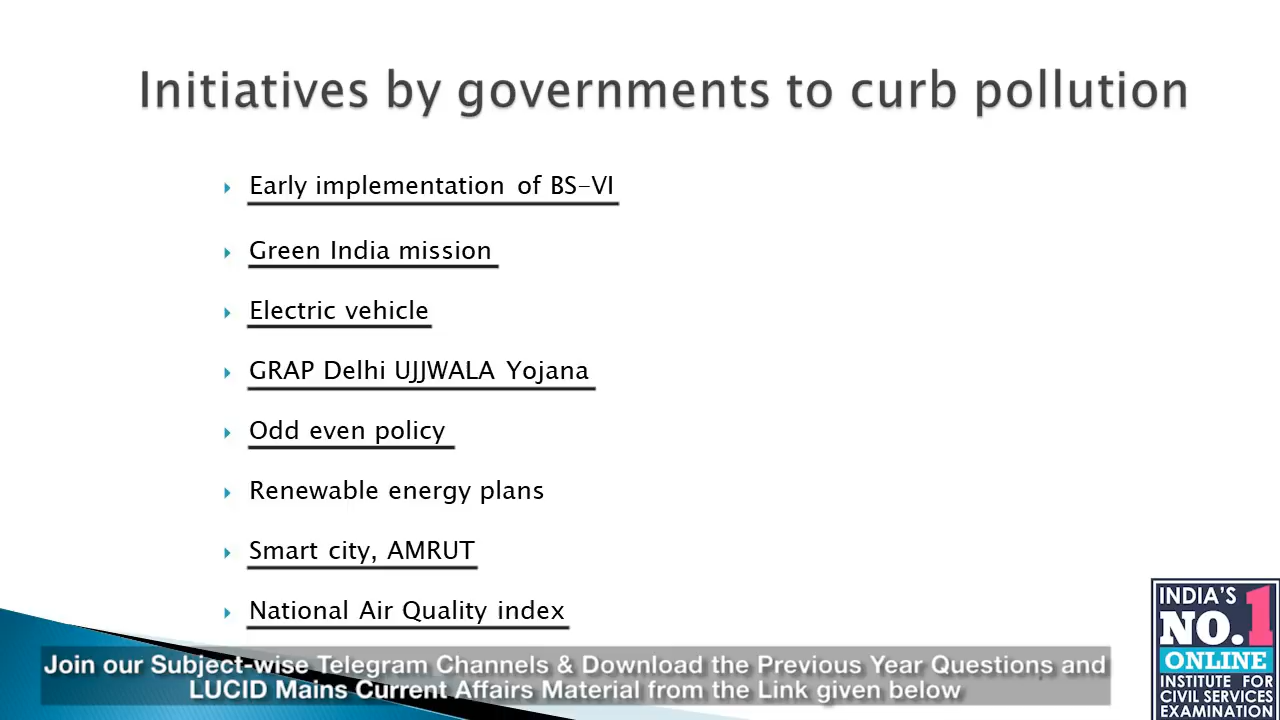 Initiatives by governments to curb pollution
Early implementation of BS-VI
Green India mission
Electric vehicle
GRAP Delhi UJJWALA Yojana
Odd even policy
Renewable energy plans
Smart city, AMRUT
National Air Quality index
Join our Subject-wise Telegram Channels & Download the Previous Year Questions and
LUCID Mains Current Affairs Material from the Link given below
INDIA'S
NO.1
ONLINE
INSTITUTE FOR
CIVIL SERVICES
EXAMINATION